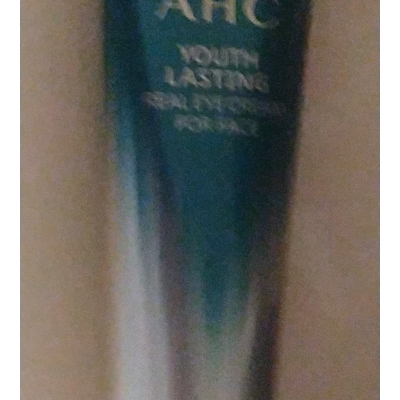 AHC
YOUTH
LASTING
REAL EYE CREAM
FOR FACE